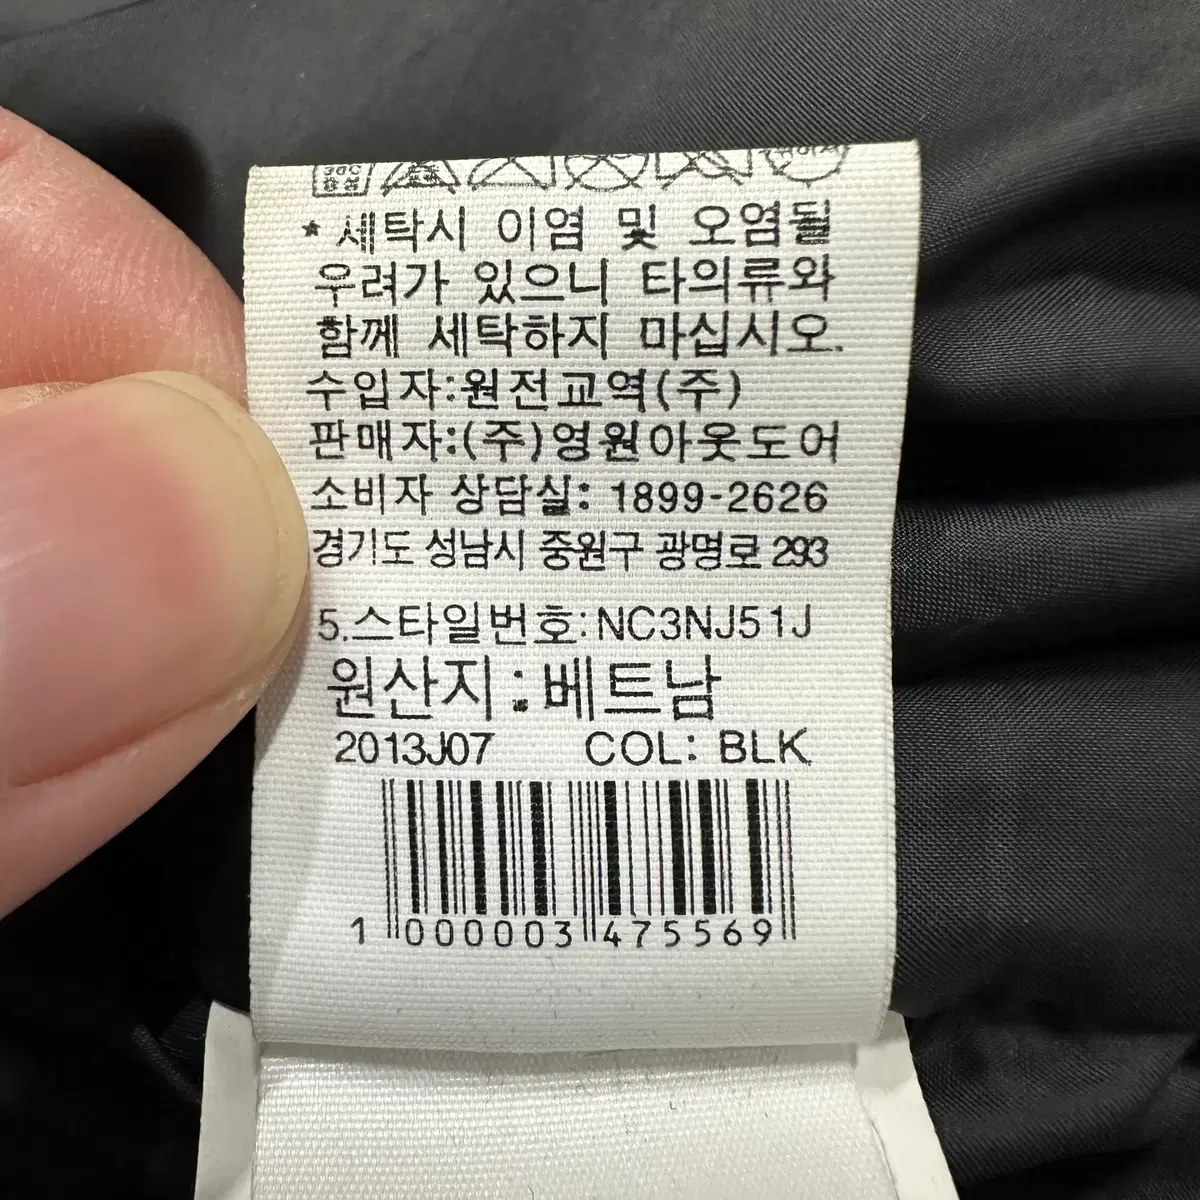 * 세탁시 이염 및 오염될
우려가 있으니 타의류와
함께 세탁하지 마십시오.
수입자:원전교역(주)
판매자:(주)영원아웃도어
소비자 상담실: 1899-2626
경기도 성남시 중원구 광명로 293
5.스타일번호:NC3NJ51J
원산지:베트남
2013J07 COL: BLK
1 000003 475569